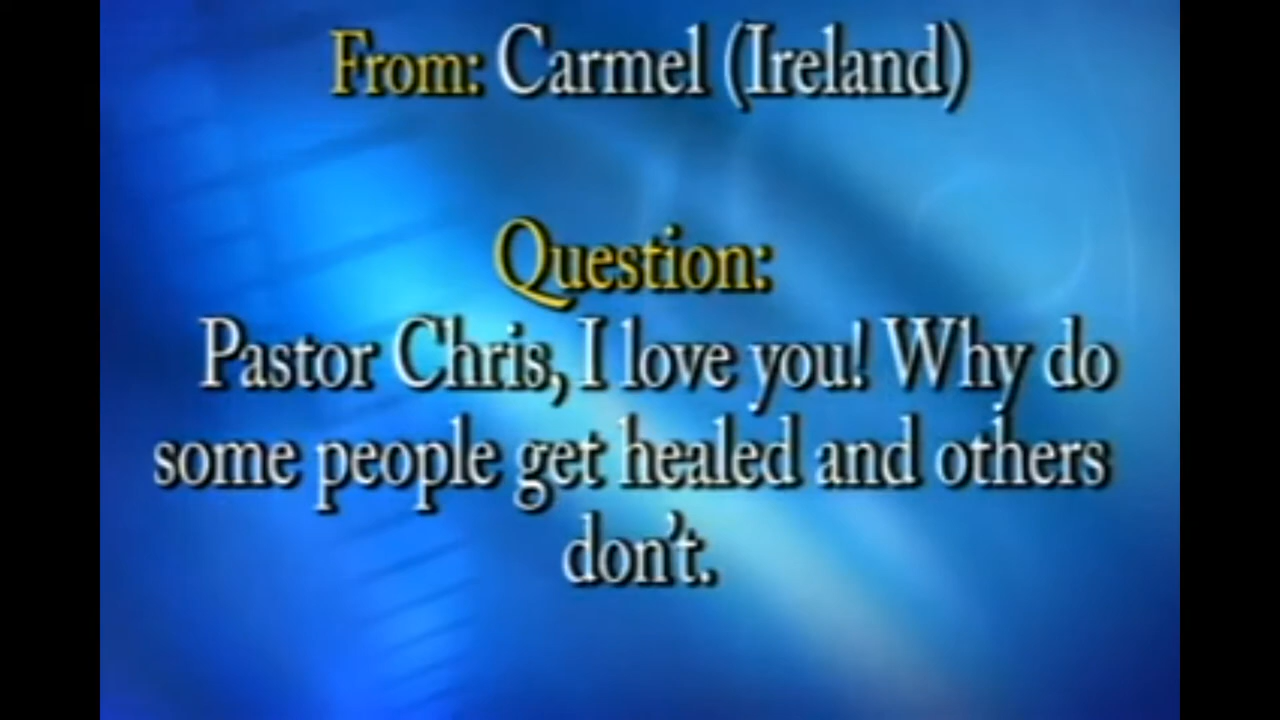 From: Carmel (Ireland)
Question:
Pastor Chris, I love you! Why do
some people get healed and others
don't.